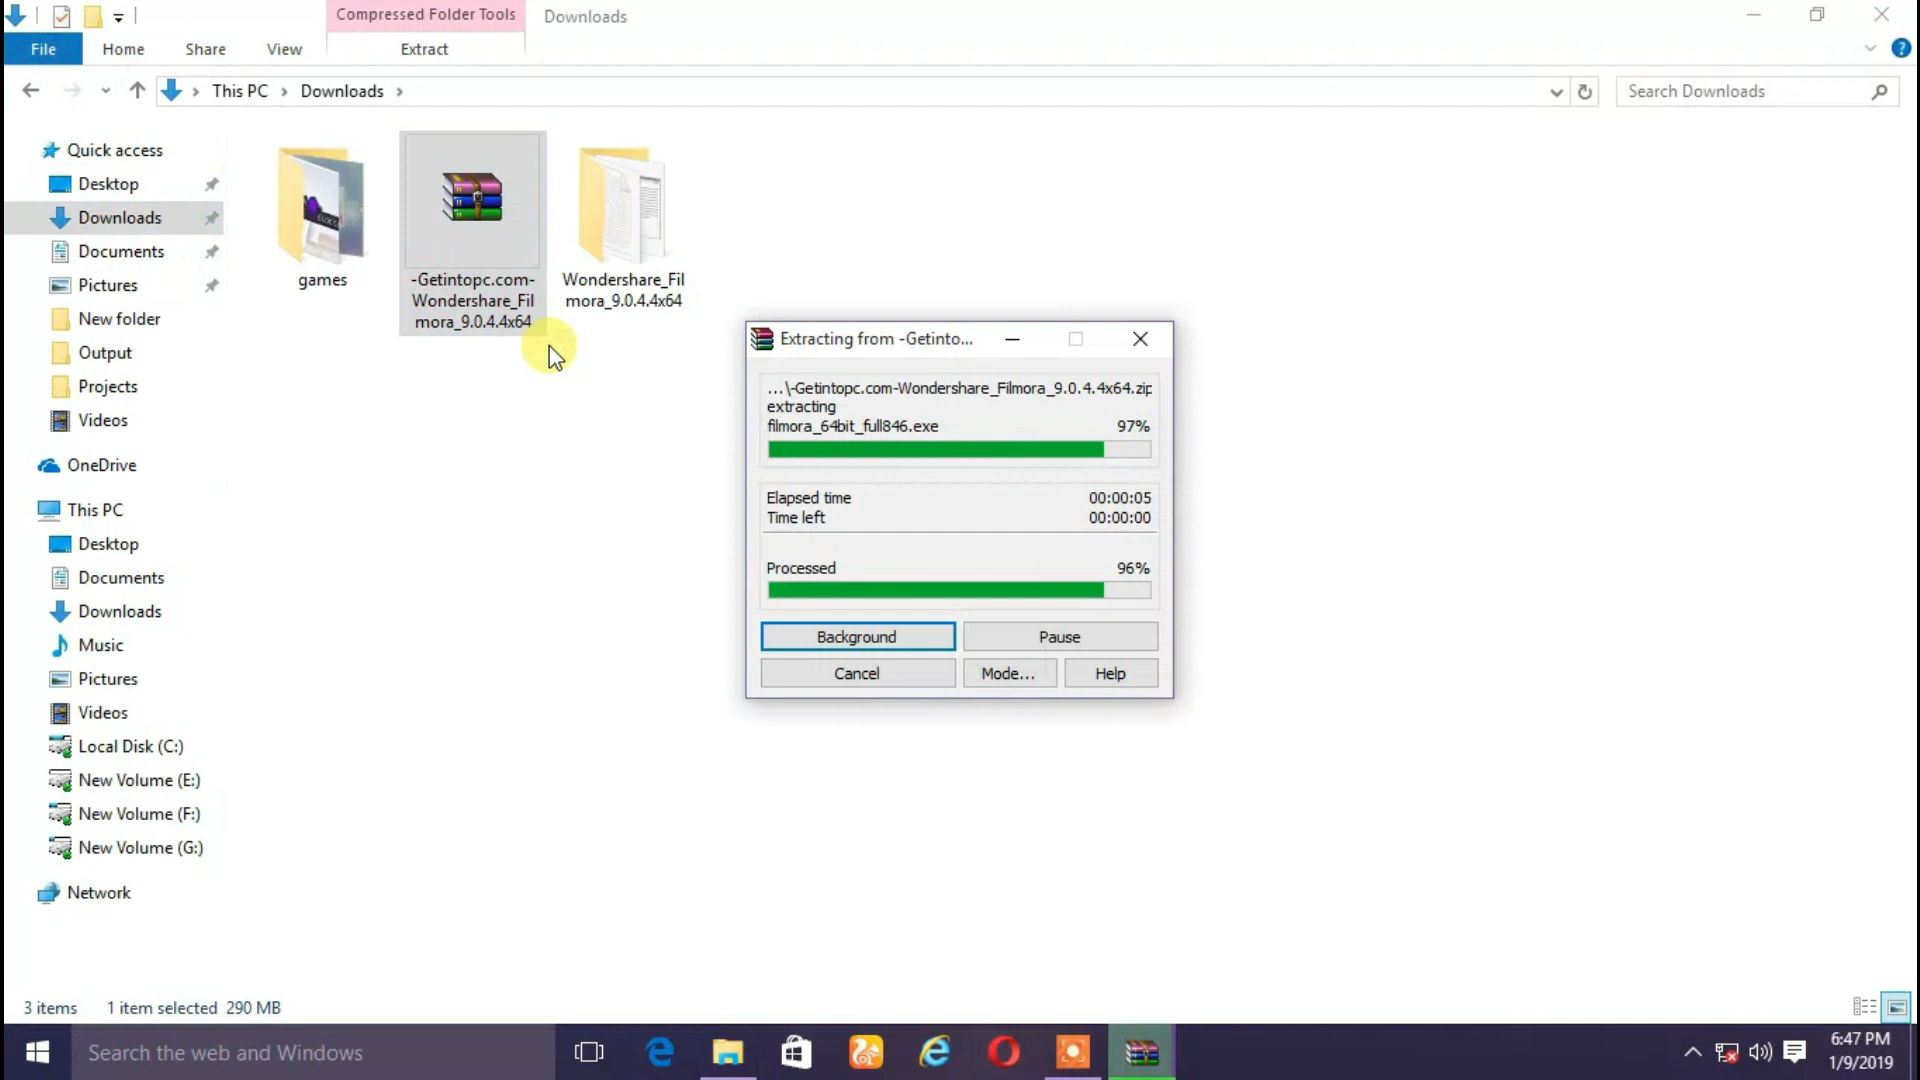 Compressed Folder Tools
Downloads
File
Home
Share
View
Extract
This PC
Downloads
Search Downloads
Quick access
Desktop
Downloads
Documents
Pictures
New folder
Output
Projects
Videos
OneDrive
This PC
Desktop
Documents
Downloads
Music
Pictures
Videos
Local Disk (C:)
New Volume (E:)
New Volume (F:)
New Volume (G:)
Network
games
-Getintopc.com-
Wondershare_Fil
mora_9.0.4.4x64
Wondershare_Fil
mora_9.0.4.4x64
Extracting from -Getinto...
...\-Getintopc.com-Wondershare_Filmora_9.0.4.4x64.zip
extracting
filmora_64bit_full846.exe 97%
Elapsed time 00:00:05
Time left 00:00:00
Processed 96%
Background
Pause
Cancel
Mode...
Help
3 items 1 item selected 290 MB
Search the web and Windows
6:47 PM
1/9/2019